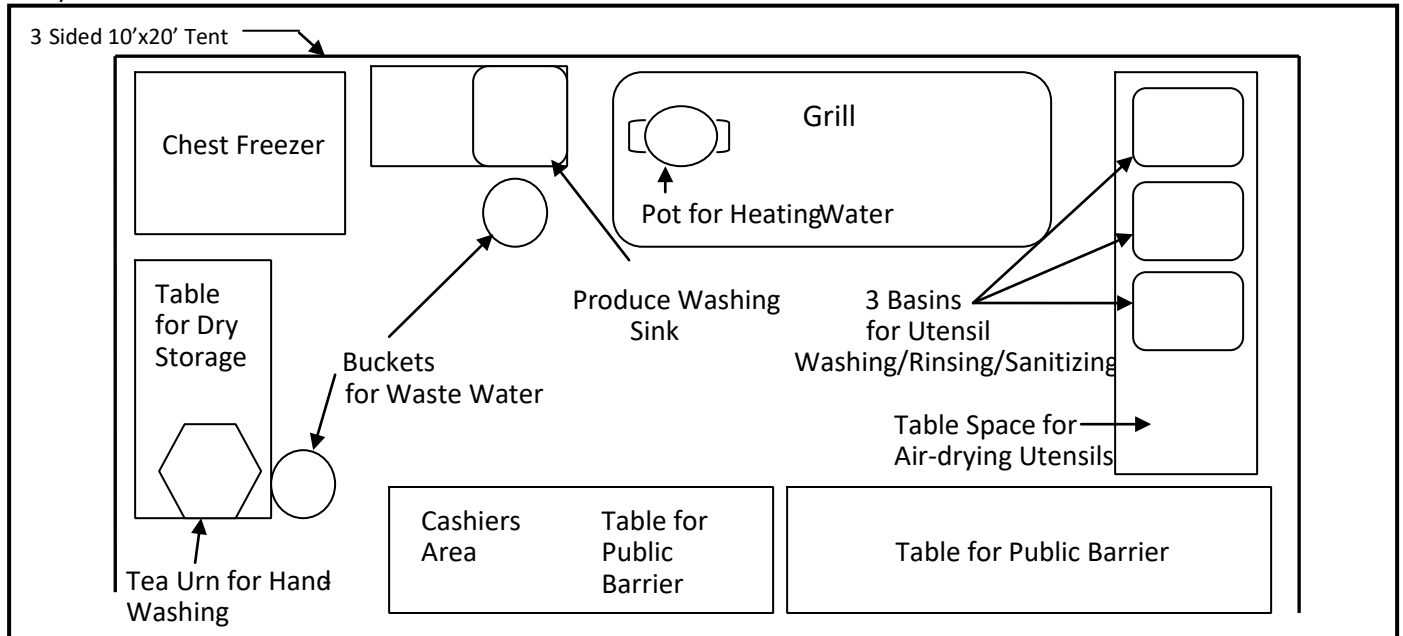 3 Sided 10’x20’ Tent
Chest Freezer
Grill
Pot for HeatingWater
Table
for Dry
Storage
Produce Washing
Sink
3 Basins
for Utensil
Washing/Rinsing/Sanitizing
Buckets
for Waste Water
Table Space for
Air-drying Utensils
Cashiers
Area
Table for
Public
Barrier
Table for Public Barrier
Tea Urn for Hand
Washing